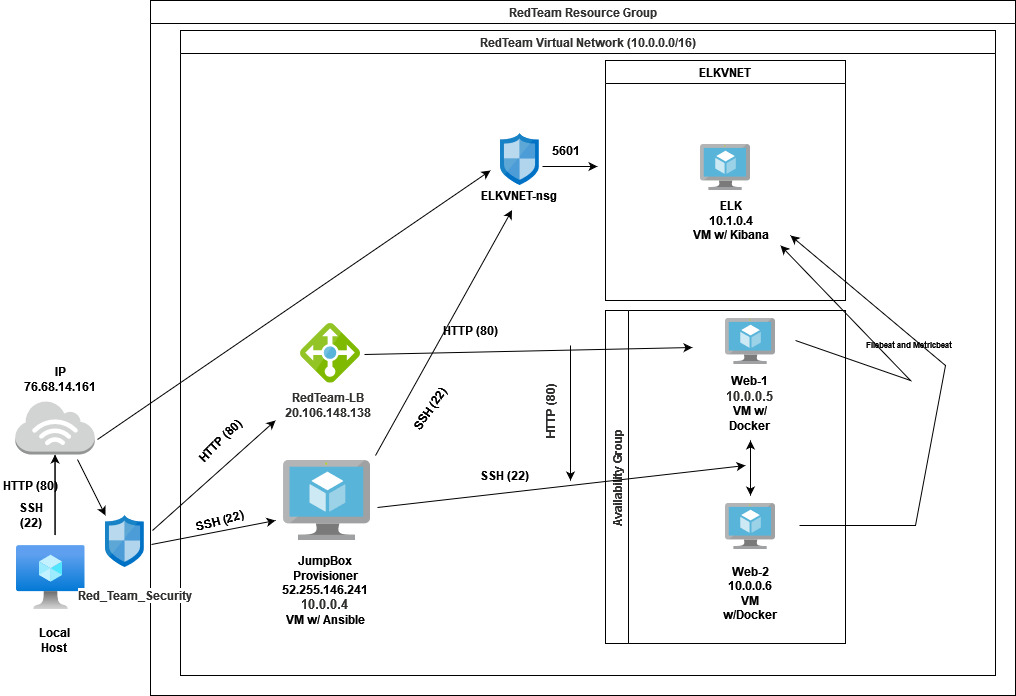 RedTeam Resource Group
RedTeam Virtual Network (10.0.0.0/16)
ELKVNET
5601
ELKVNET-nsg
ELK
10.1.0.4
VM w/ Kibana
HTTP (80)
Filebeat and Metricbeat
IP
76.68.14.161
RedTeam-LB
20.106.148.138
Web-1
10.0.0.5
VM w/
Docker
SSH (22)
HTTP (80)
HTTP (80)
Availability Group
SSH (22)
HTTP (80)
SSH
(22)
SSH (22)
Red_Team_Security
JumpBox
Provisioner
52.255.146.241
10.0.0.4
VM w/ Ansible
Web-2
10.0.0.6
VM
w/Docker
Local
Host